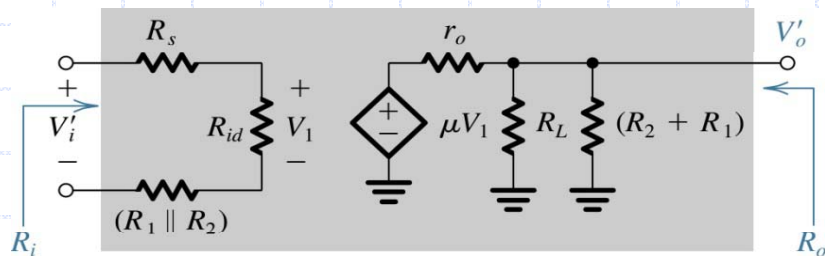 R_s
r_o
V'_o
+
V'_i
−
R_id
+
V_1
−
+
−
μV_1
R_L
(R_2 + R_1)
(R_1 || R_2)
R_i
R_o